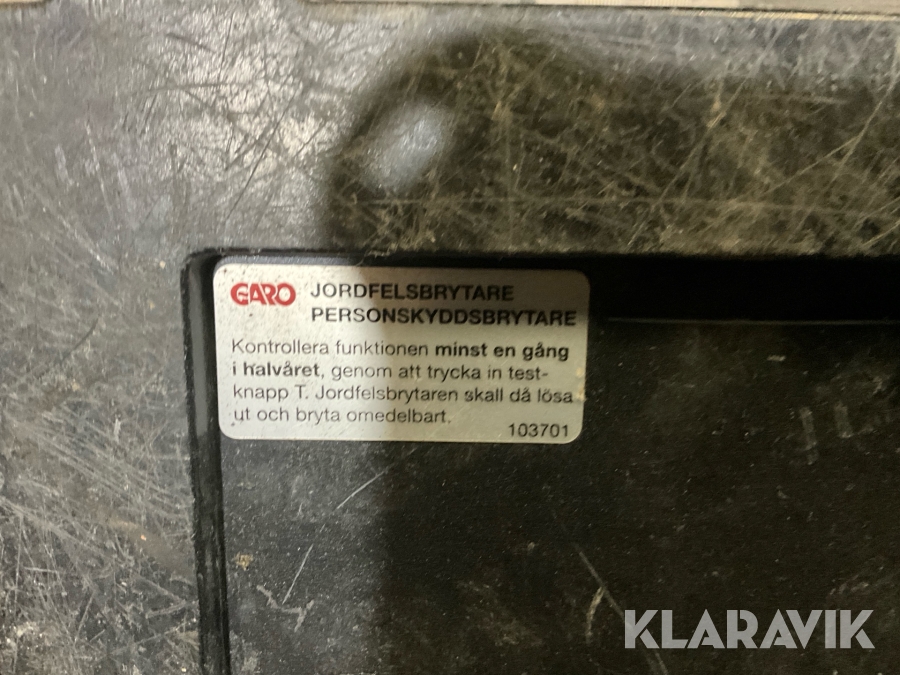 GARO JORDFELSBRYTARE
PERSONSKYDDSBRYTARE
Kontrollera funktionen minst en gång
i halvåret, genom att trycka in test-
knapp T. Jordfelsbrytaren skall då lösa
ut och bryta omedelbart.
103701
KLARAVIK